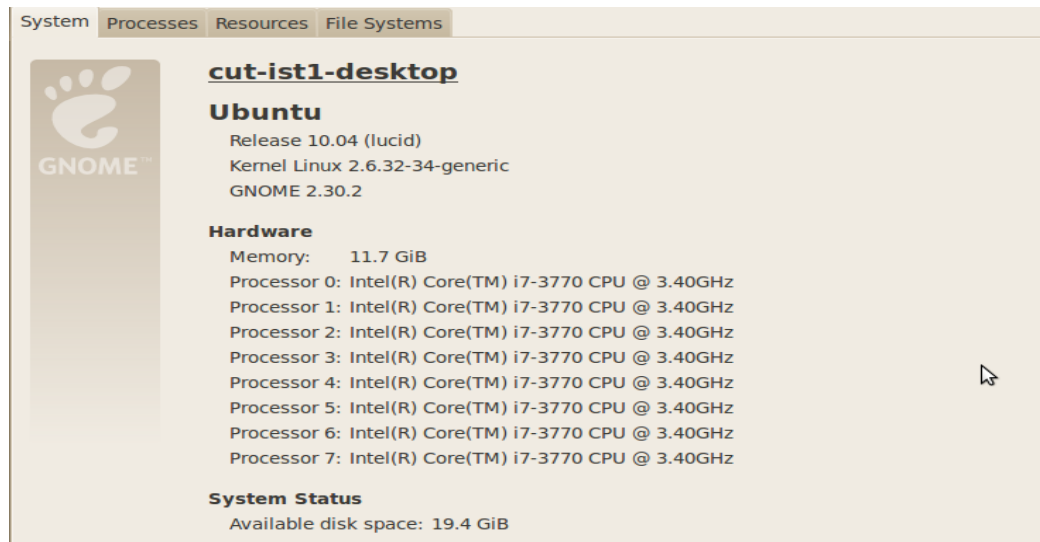 System Processes Resources File Systems
cut-ist1-desktop
Ubuntu
Release 10.04 (lucid)
Kernel Linux 2.6.32-34-generic
GNOME 2.30.2
GNOME™
Hardware
Memory: 11.7 GiB
Processor 0: Intel(R) Core(TM) i7-3770 CPU @ 3.40GHz
Processor 1: Intel(R) Core(TM) i7-3770 CPU @ 3.40GHz
Processor 2: Intel(R) Core(TM) i7-3770 CPU @ 3.40GHz
Processor 3: Intel(R) Core(TM) i7-3770 CPU @ 3.40GHz
Processor 4: Intel(R) Core(TM) i7-3770 CPU @ 3.40GHz
Processor 5: Intel(R) Core(TM) i7-3770 CPU @ 3.40GHz
Processor 6: Intel(R) Core(TM) i7-3770 CPU @ 3.40GHz
Processor 7: Intel(R) Core(TM) i7-3770 CPU @ 3.40GHz
System Status
Available disk space: 19.4 GiB